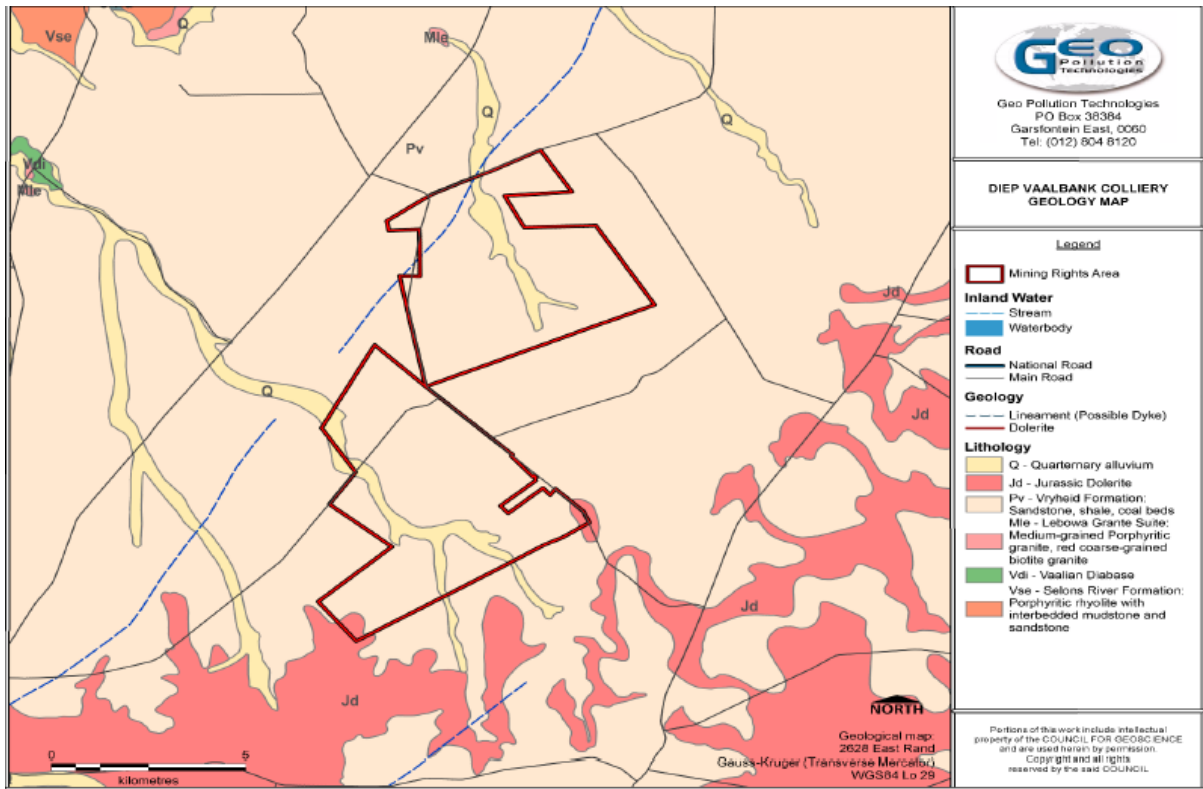 Vse
Q
Mle
Q
Q
Pv
Vdi
Mle
Q
Jd
Jd
Jd
Jd
NORTH
Geological map:
2628 East Rand
Gauss-Kruger (Transverse Mercator)
WGS84 Lo 29
0 5
kilometres
GEO
Pollution
Technologies
Geo Pollution Technologies
PO Box 38384
Garsfontein East, 0060
Tel: (012) 804 8120
DIEP VAALBANK COLLIERY
GEOLOGY MAP
Legend
Mining Rights Area
Inland Water
Stream
Waterbody
Road
National Road
Main Road
Geology
Lineament (Possible Dyke)
Dolerite
Lithology
Q - Quarternary alluvium
Jd - Jurassic Dolerite
Pv - Vryheid Formation:
Sandstone, shale, coal beds
Mle - Lebowa Grante Suite:
Medium-grained Porphyritic
granite, red coarse-grained
biotite granite
Vdi - Vaalian Diabase
Vse - Selons River Formation:
Porphyritic rhyolite with
interbedded mudstone and
sandstone
Portions of this work include intellectual
property of the COUNCIL FOR GEOSCIENCE
and are used herein by permission.
Copyright and all rights
reserved by the said COUNCIL